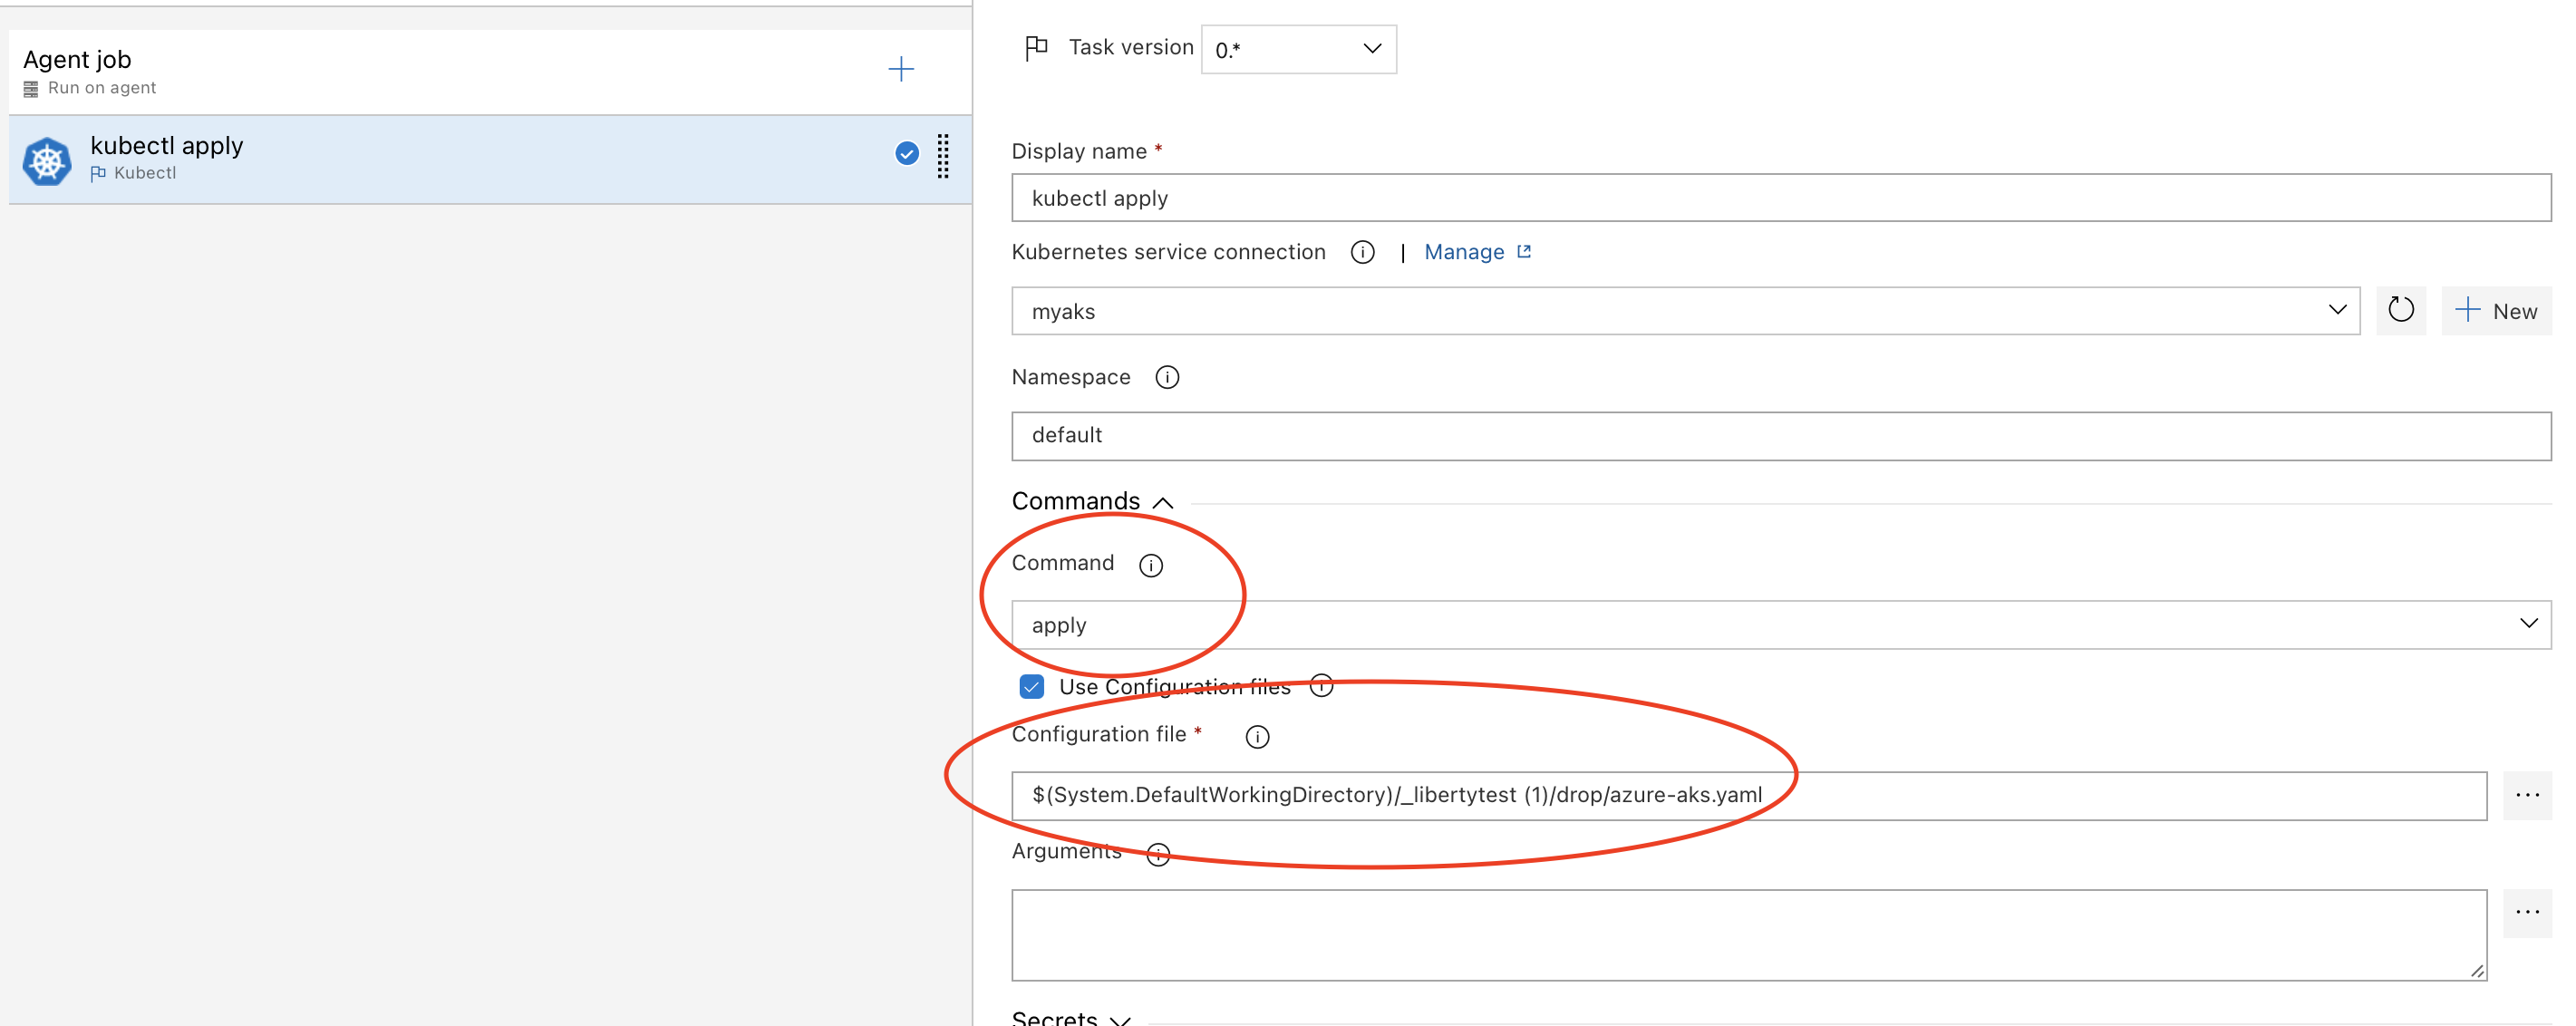 Agent job
Run on agent
kubectl apply
Kubectl
Task version 0.*
Display name *
kubectl apply
Kubernetes service connection | Manage
myaks
New
Namespace
default
Commands
Command
apply
Use Configuration files
Configuration file *
$(System.DefaultWorkingDirectory)/_libertytest (1)/drop/azure-aks.yaml
...
Arguments
...
Secrets